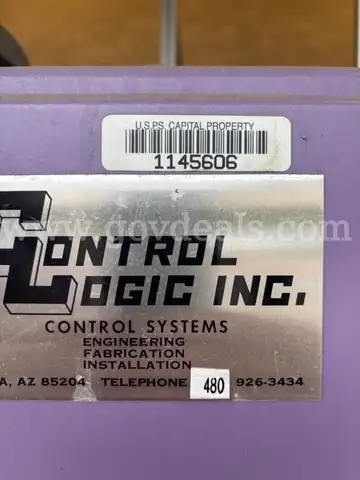 U.S.P.S. CAPITAL PROPERTY
1145606
www.govdeals.com
CONTROL
LOGIC INC.
CONTROL SYSTEMS
ENGINEERING
FABRICATION
INSTALLATION
A, AZ 85204 TELEPHONE 480 926-3434